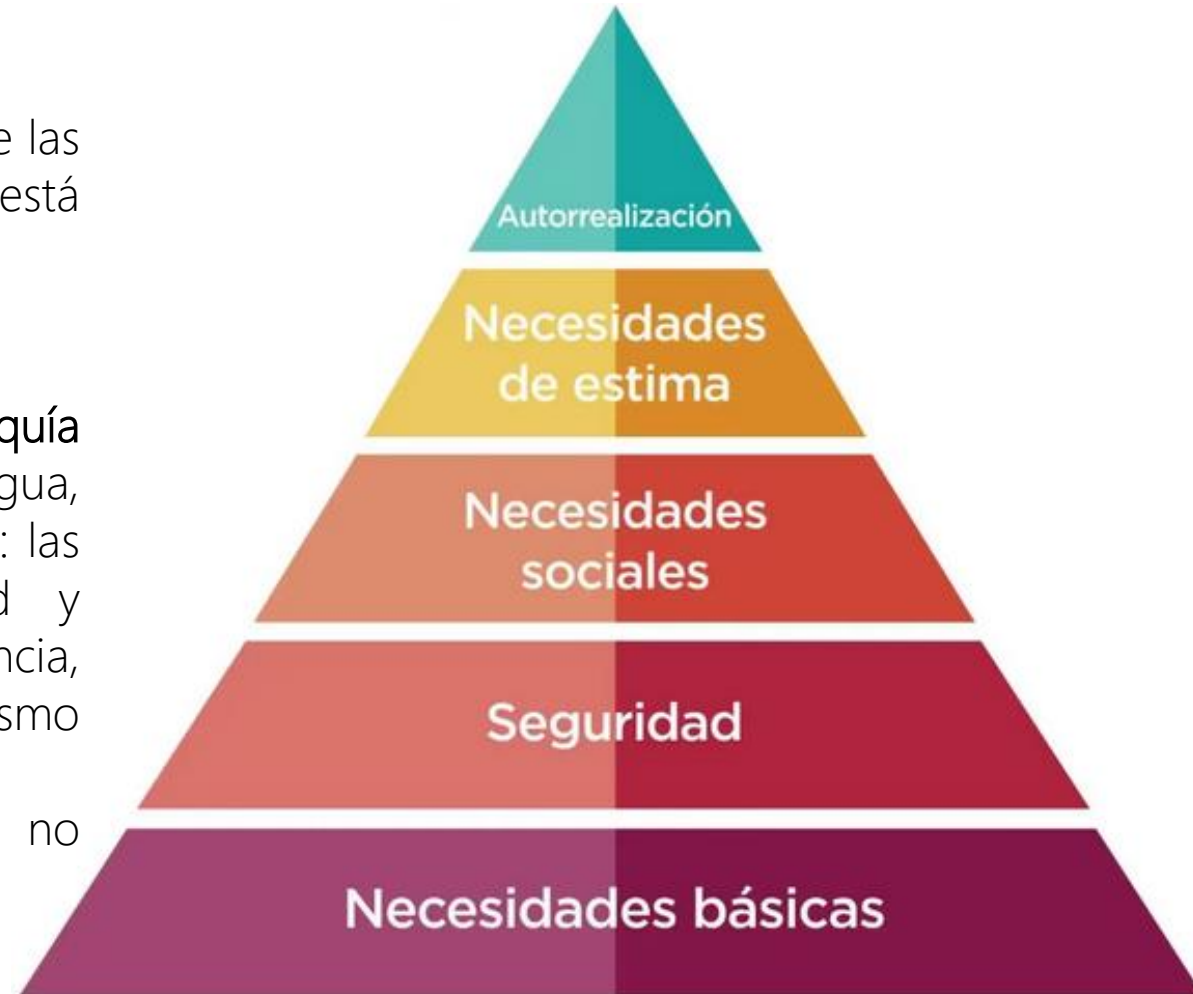 e las
está
quía
gua,
: las
d y
ncia,
smo
no
Autorrealización
Necesidades
de estima
Necesidades
sociales
Seguridad
Necesidades básicas